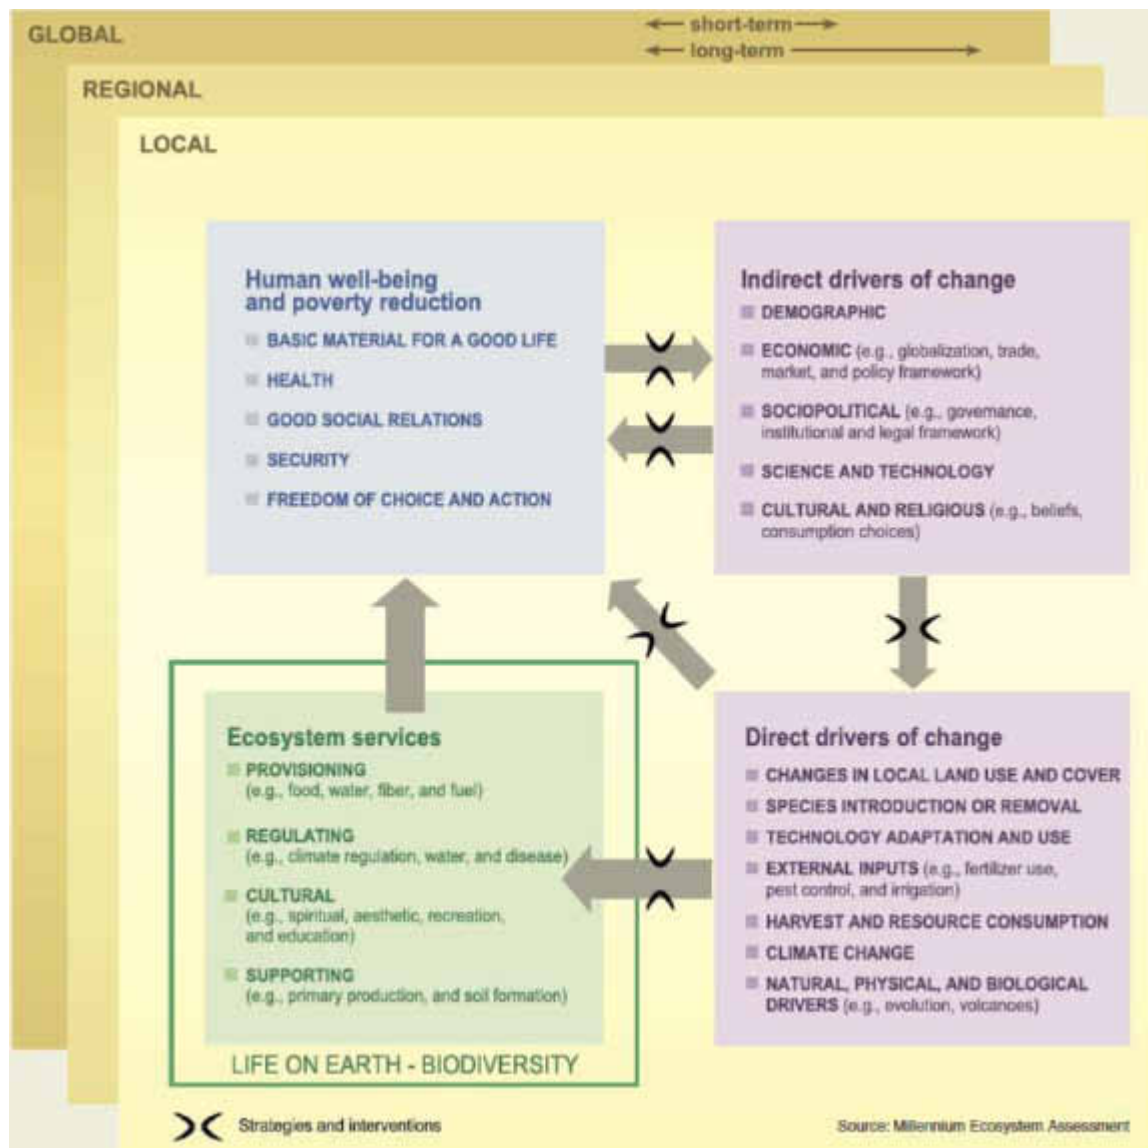 GLOBAL
short-term
long-term
REGIONAL
LOCAL
Human well-being
and poverty reduction
BASIC MATERIAL FOR A GOOD LIFE
HEALTH
GOOD SOCIAL RELATIONS
SECURITY
FREEDOM OF CHOICE AND ACTION
Indirect drivers of change
DEMOGRAPHIC
ECONOMIC (e.g., globalization, trade,
market, and policy framework)
SOCIOPOLITICAL (e.g., governance,
institutional and legal framework)
SCIENCE AND TECHNOLOGY
CULTURAL AND RELIGIOUS (e.g., beliefs,
consumption choices)
Ecosystem services
PROVISIONING
(e.g., food, water, fiber, and fuel)
REGULATING
(e.g., climate regulation, water, and disease)
CULTURAL
(e.g., spiritual, aesthetic, recreation,
and education)
SUPPORTING
(e.g., primary production, and soil formation)
LIFE ON EARTH - BIODIVERSITY
Direct drivers of change
CHANGES IN LOCAL LAND USE AND COVER
SPECIES INTRODUCTION OR REMOVAL
TECHNOLOGY ADAPTATION AND USE
EXTERNAL INPUTS (e.g., fertilizer use,
pest control, and irrigation)
HARVEST AND RESOURCE CONSUMPTION
CLIMATE CHANGE
NATURAL, PHYSICAL, AND BIOLOGICAL
DRIVERS (e.g., evolution, volcanoes)
Strategies and interventions
Source: Millennium Ecosystem Assessment